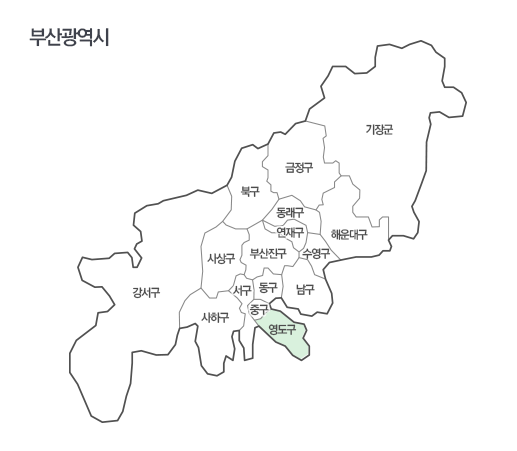 부산광역시
기장군
금정구
북구
동래구
연재구
해운대구
부산진구
수영구
사상구
강서구
서구
동구
남구
중구
사하구
영도구